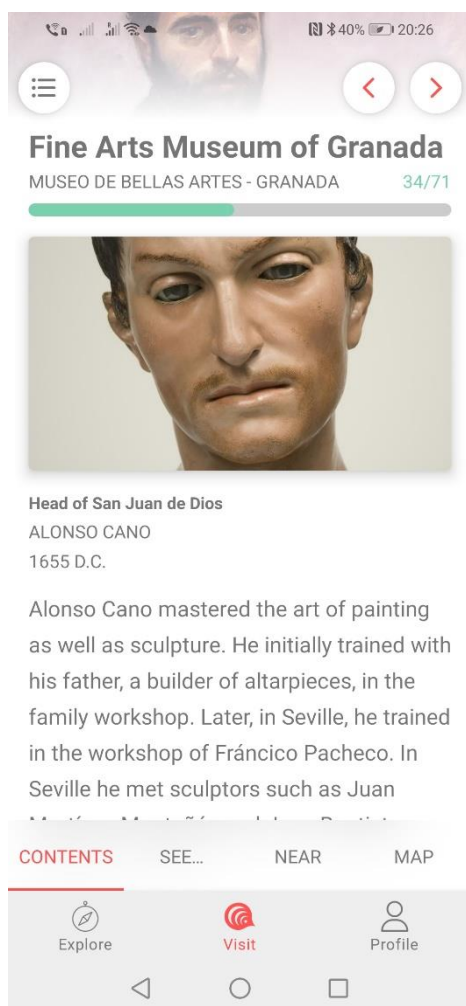 40% 20:26
Fine Arts Museum of Granada
MUSEO DE BELLAS ARTES - GRANADA 34/71
Head of San Juan de Dios
ALONSO CANO
1655 D.C.
Alonso Cano mastered the art of painting
as well as sculpture. He initially trained with
his father, a builder of altarpieces, in the
family workshop. Later, in Seville, he trained
in the workshop of Fráncico Pacheco. In
Seville he met sculptors such as Juan
CONTENTS SEE... NEAR MAP
Explore Visit Profile